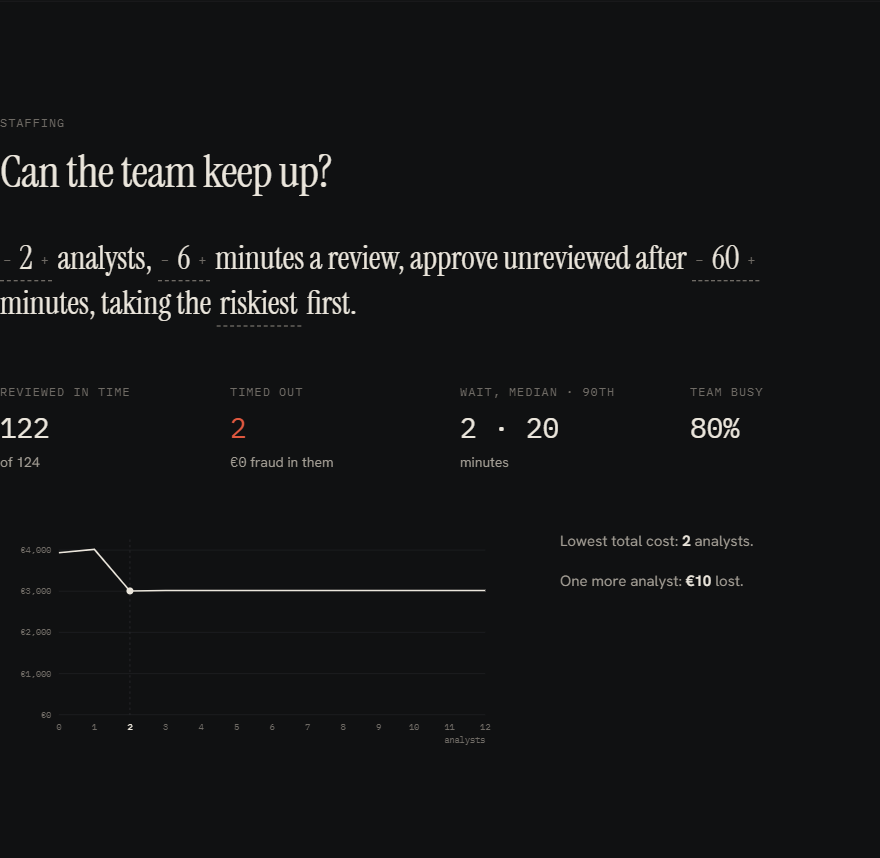 STAFFING
Can the team keep up?
- 2 + analysts, - 6 + minutes a review, approve unreviewed after - 60 +
minutes, taking the riskiest first.
REVIEWED IN TIME
122
of 124
TIMED OUT
2
€0 fraud in them
WAIT, MEDIAN · 90TH
2 · 20
minutes
TEAM BUSY
80%
€4,000
€3,000
€2,000
€1,000
€0
0 1 2 3 4 5 6 7 8 9 10 11 12
analysts
Lowest total cost: 2 analysts.
One more analyst: €10 lost.